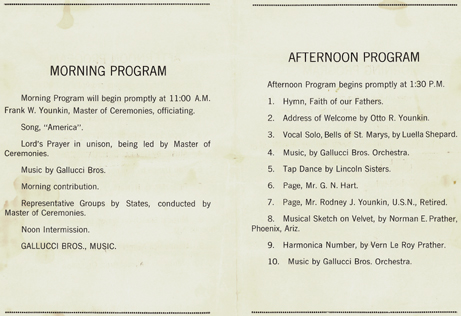 MORNING PROGRAM
Morning Program will begin promptly at 11:00 A.M.
Frank W. Younkin, Master of Ceremonies, officiating.
Song, "America".
Lord's Prayer in unison, being led by Master of
Ceremonies.
Music by Gallucci Bros.
Morning contribution.
Representative Groups by States, conducted by
Master of Ceremonies.
Noon Intermission.
GALLUCCI BROS., MUSIC.
AFTERNOON PROGRAM
Afternoon Program begins promptly at 1:30 P.M.
1. Hymn, Faith of our Fathers.
2. Address of Welcome by Otto R. Younkin.
3. Vocal Solo, Bells of St. Marys, by Luella Shepard.
4. Music, by Gallucci Bros. Orchestra.
5. Tap Dance by Lincoln Sisters.
6. Page, Mr. G. N. Hart.
7. Page, Mr. Rodney J. Younkin, U.S.N., Retired.
8. Musical Sketch on Velvet, by Norman E. Prather,
Phoenix, Ariz.
9. Harmonica Number, by Vern Le Roy Prather.
10. Music by Gallucci Bros. Orchestra.